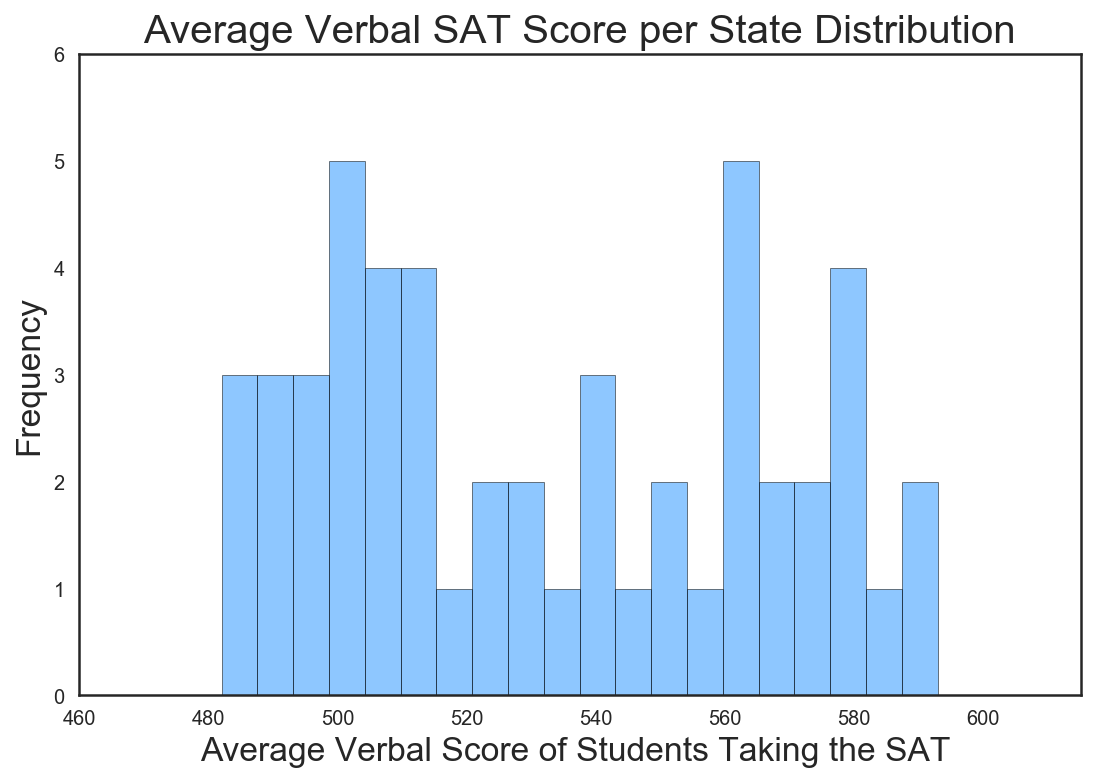 Average Verbal SAT Score per State Distribution
6
5
4
3
2
1
0
Frequency
460 480 500 520 540 560 580 600
Average Verbal Score of Students Taking the SAT